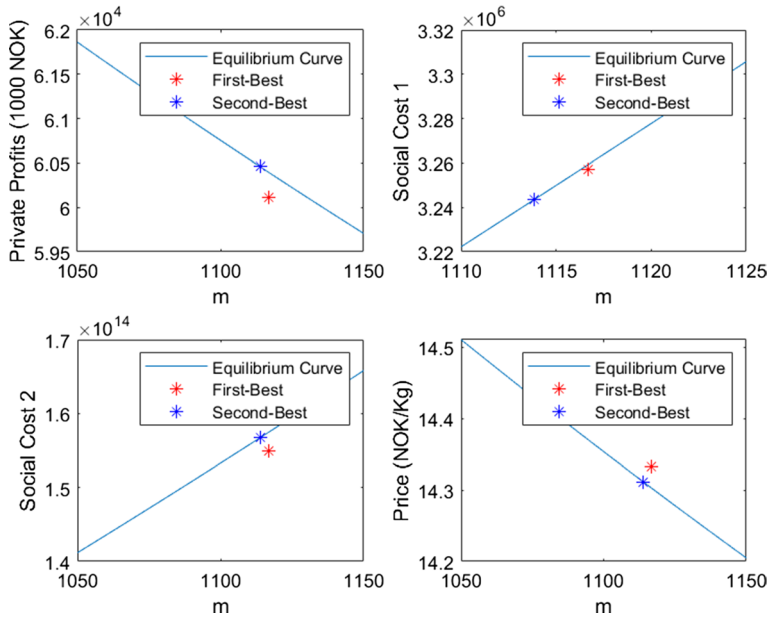 ×10⁴
6.2
6.15
6.1
6.05
6
5.95
1050
1100
1150
m
Private Profits (1000 NOK)
Equilibrium Curve
First-Best
Second-Best
×10⁶
3.32
3.3
3.28
3.26
3.24
3.22
1110
1115
1120
1125
m
Social Cost 1
Equilibrium Curve
First-Best
Second-Best
×10¹⁴
1.7
1.6
1.5
1.4
1050
1100
1150
m
Social Cost 2
Equilibrium Curve
First-Best
Second-Best
14.5
14.4
14.3
14.2
1050
1100
1150
m
Price (NOK/Kg)
Equilibrium Curve
First-Best
Second-Best